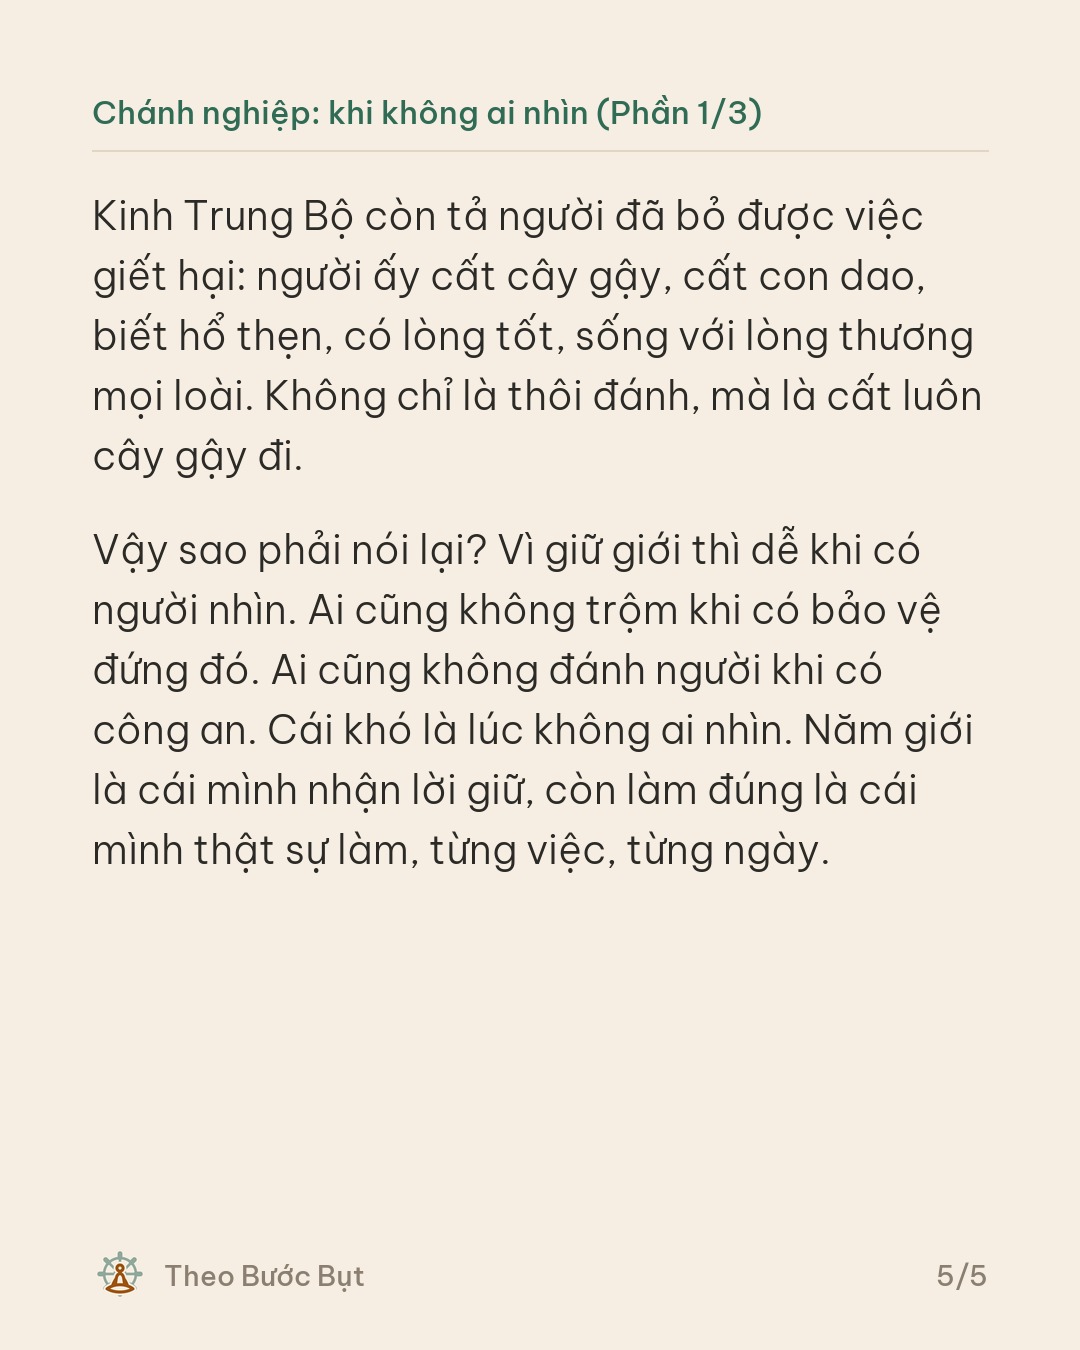 Chánh nghiệp: khi không ai nhìn (Phần 1/3)
Kinh Trung Bộ còn tả người đã bỏ được việc
giết hại: người ấy cất cây gậy, cất con dao,
biết hổ thẹn, có lòng tốt, sống với lòng thương
mọi loài. Không chỉ là thôi đánh, mà là cất luôn
cây gậy đi.
Vậy sao phải nói lại? Vì giữ giới thì dễ khi có
người nhìn. Ai cũng không trộm khi có bảo vệ
đứng đó. Ai cũng không đánh người khi có
công an. Cái khó là lúc không ai nhìn. Năm giới
là cái mình nhận lời giữ, còn làm đúng là cái
mình thật sự làm, từng việc, từng ngày.
Theo Bước Bụt
5/5